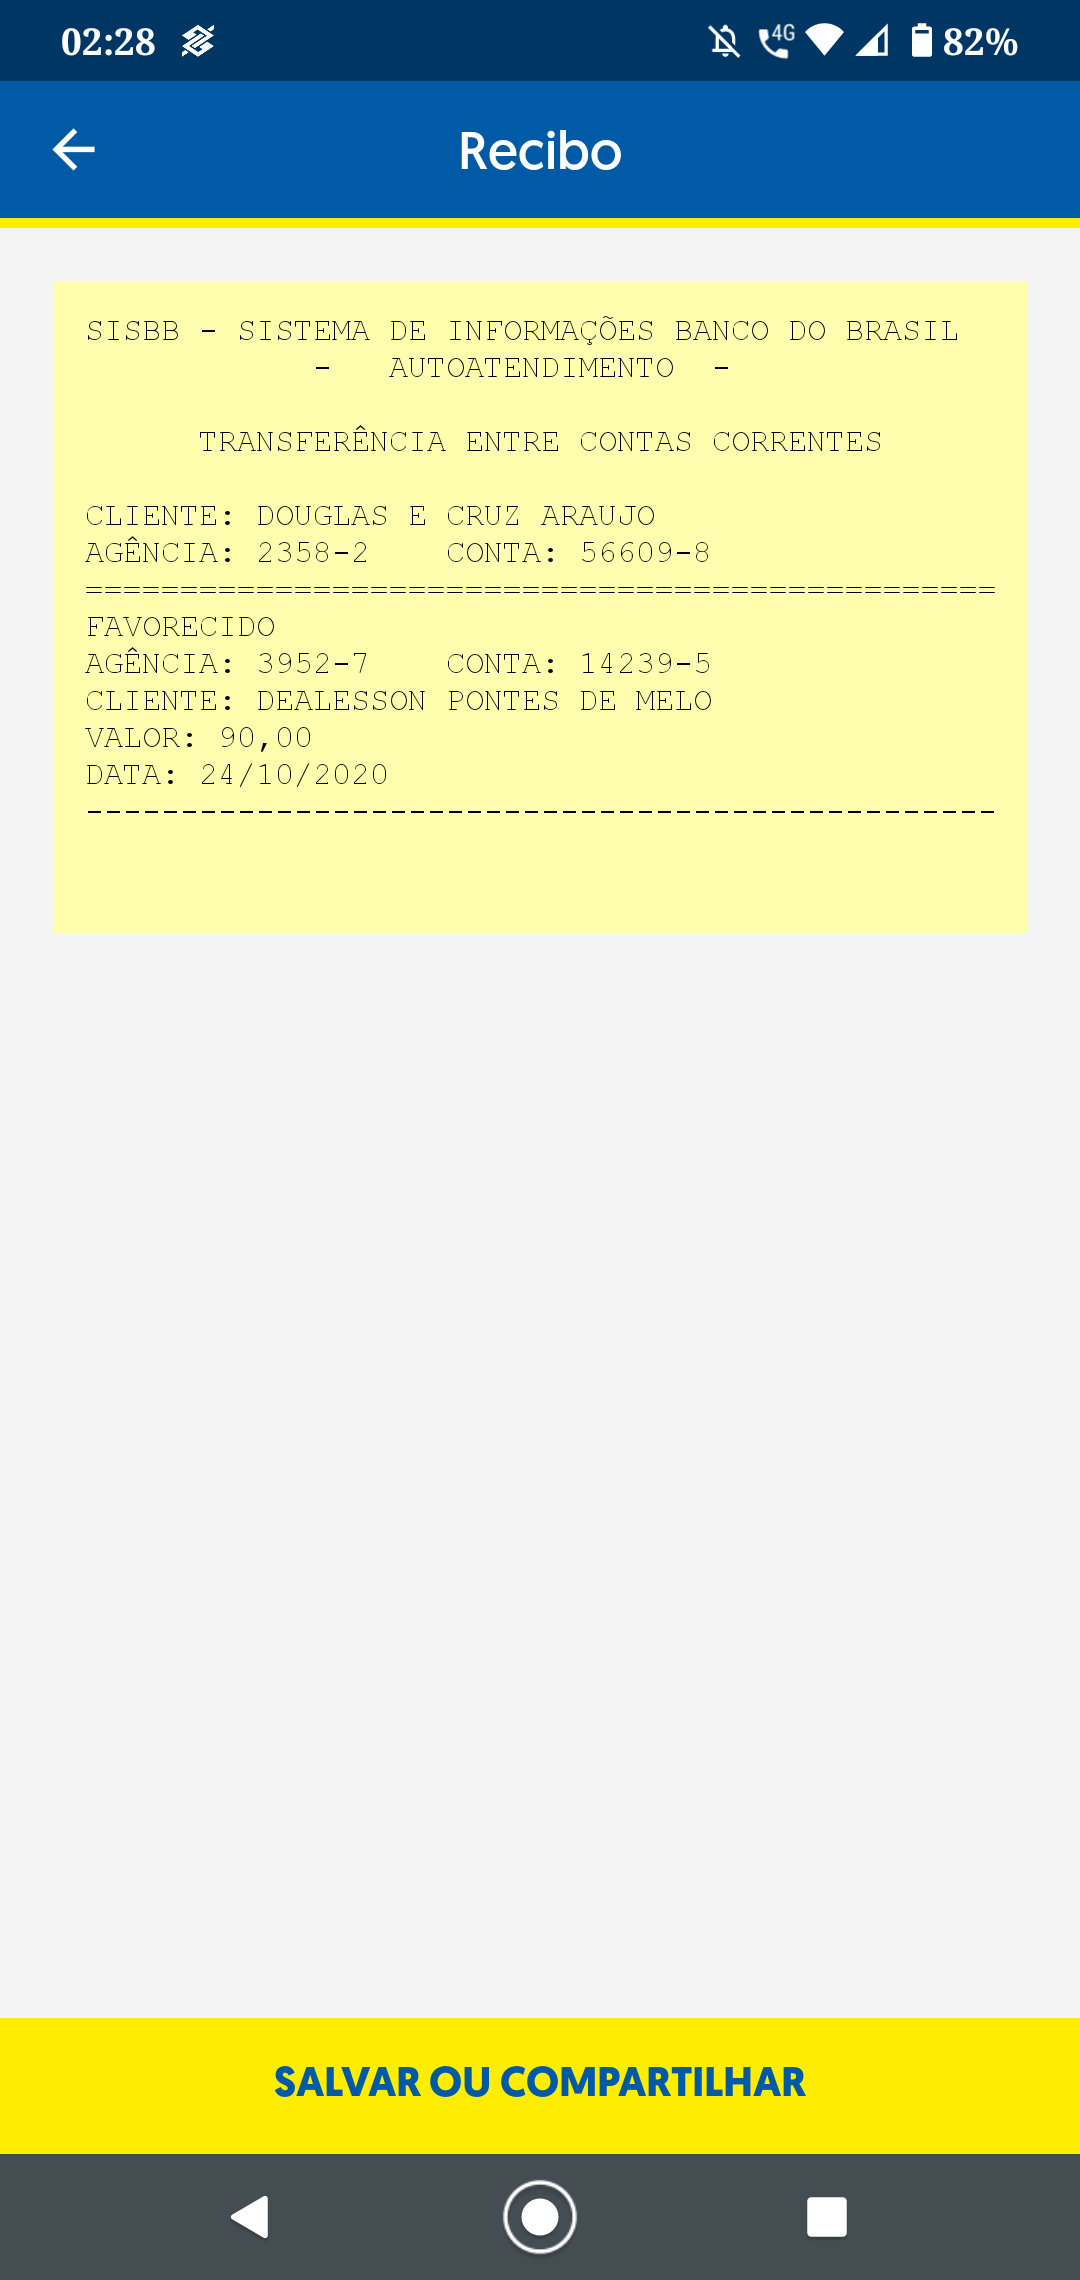 02:28
4G
82%
Recibo
SISBB - SISTEMA DE INFORMAÇÕES BANCO DO BRASIL
- AUTOATENDIMENTO -
TRANSFERÊNCIA ENTRE CONTAS CORRENTES
CLIENTE: DOUGLAS E CRUZ ARAUJO
AGÊNCIA: 2358-2 CONTA: 56609-8
================================================
FAVORECIDO
AGÊNCIA: 3952-7 CONTA: 14239-5
CLIENTE: DEALESSON PONTES DE MELO
VALOR: 90,00
DATA: 24/10/2020
------------------------------------------------
SALVAR OU COMPARTILHAR